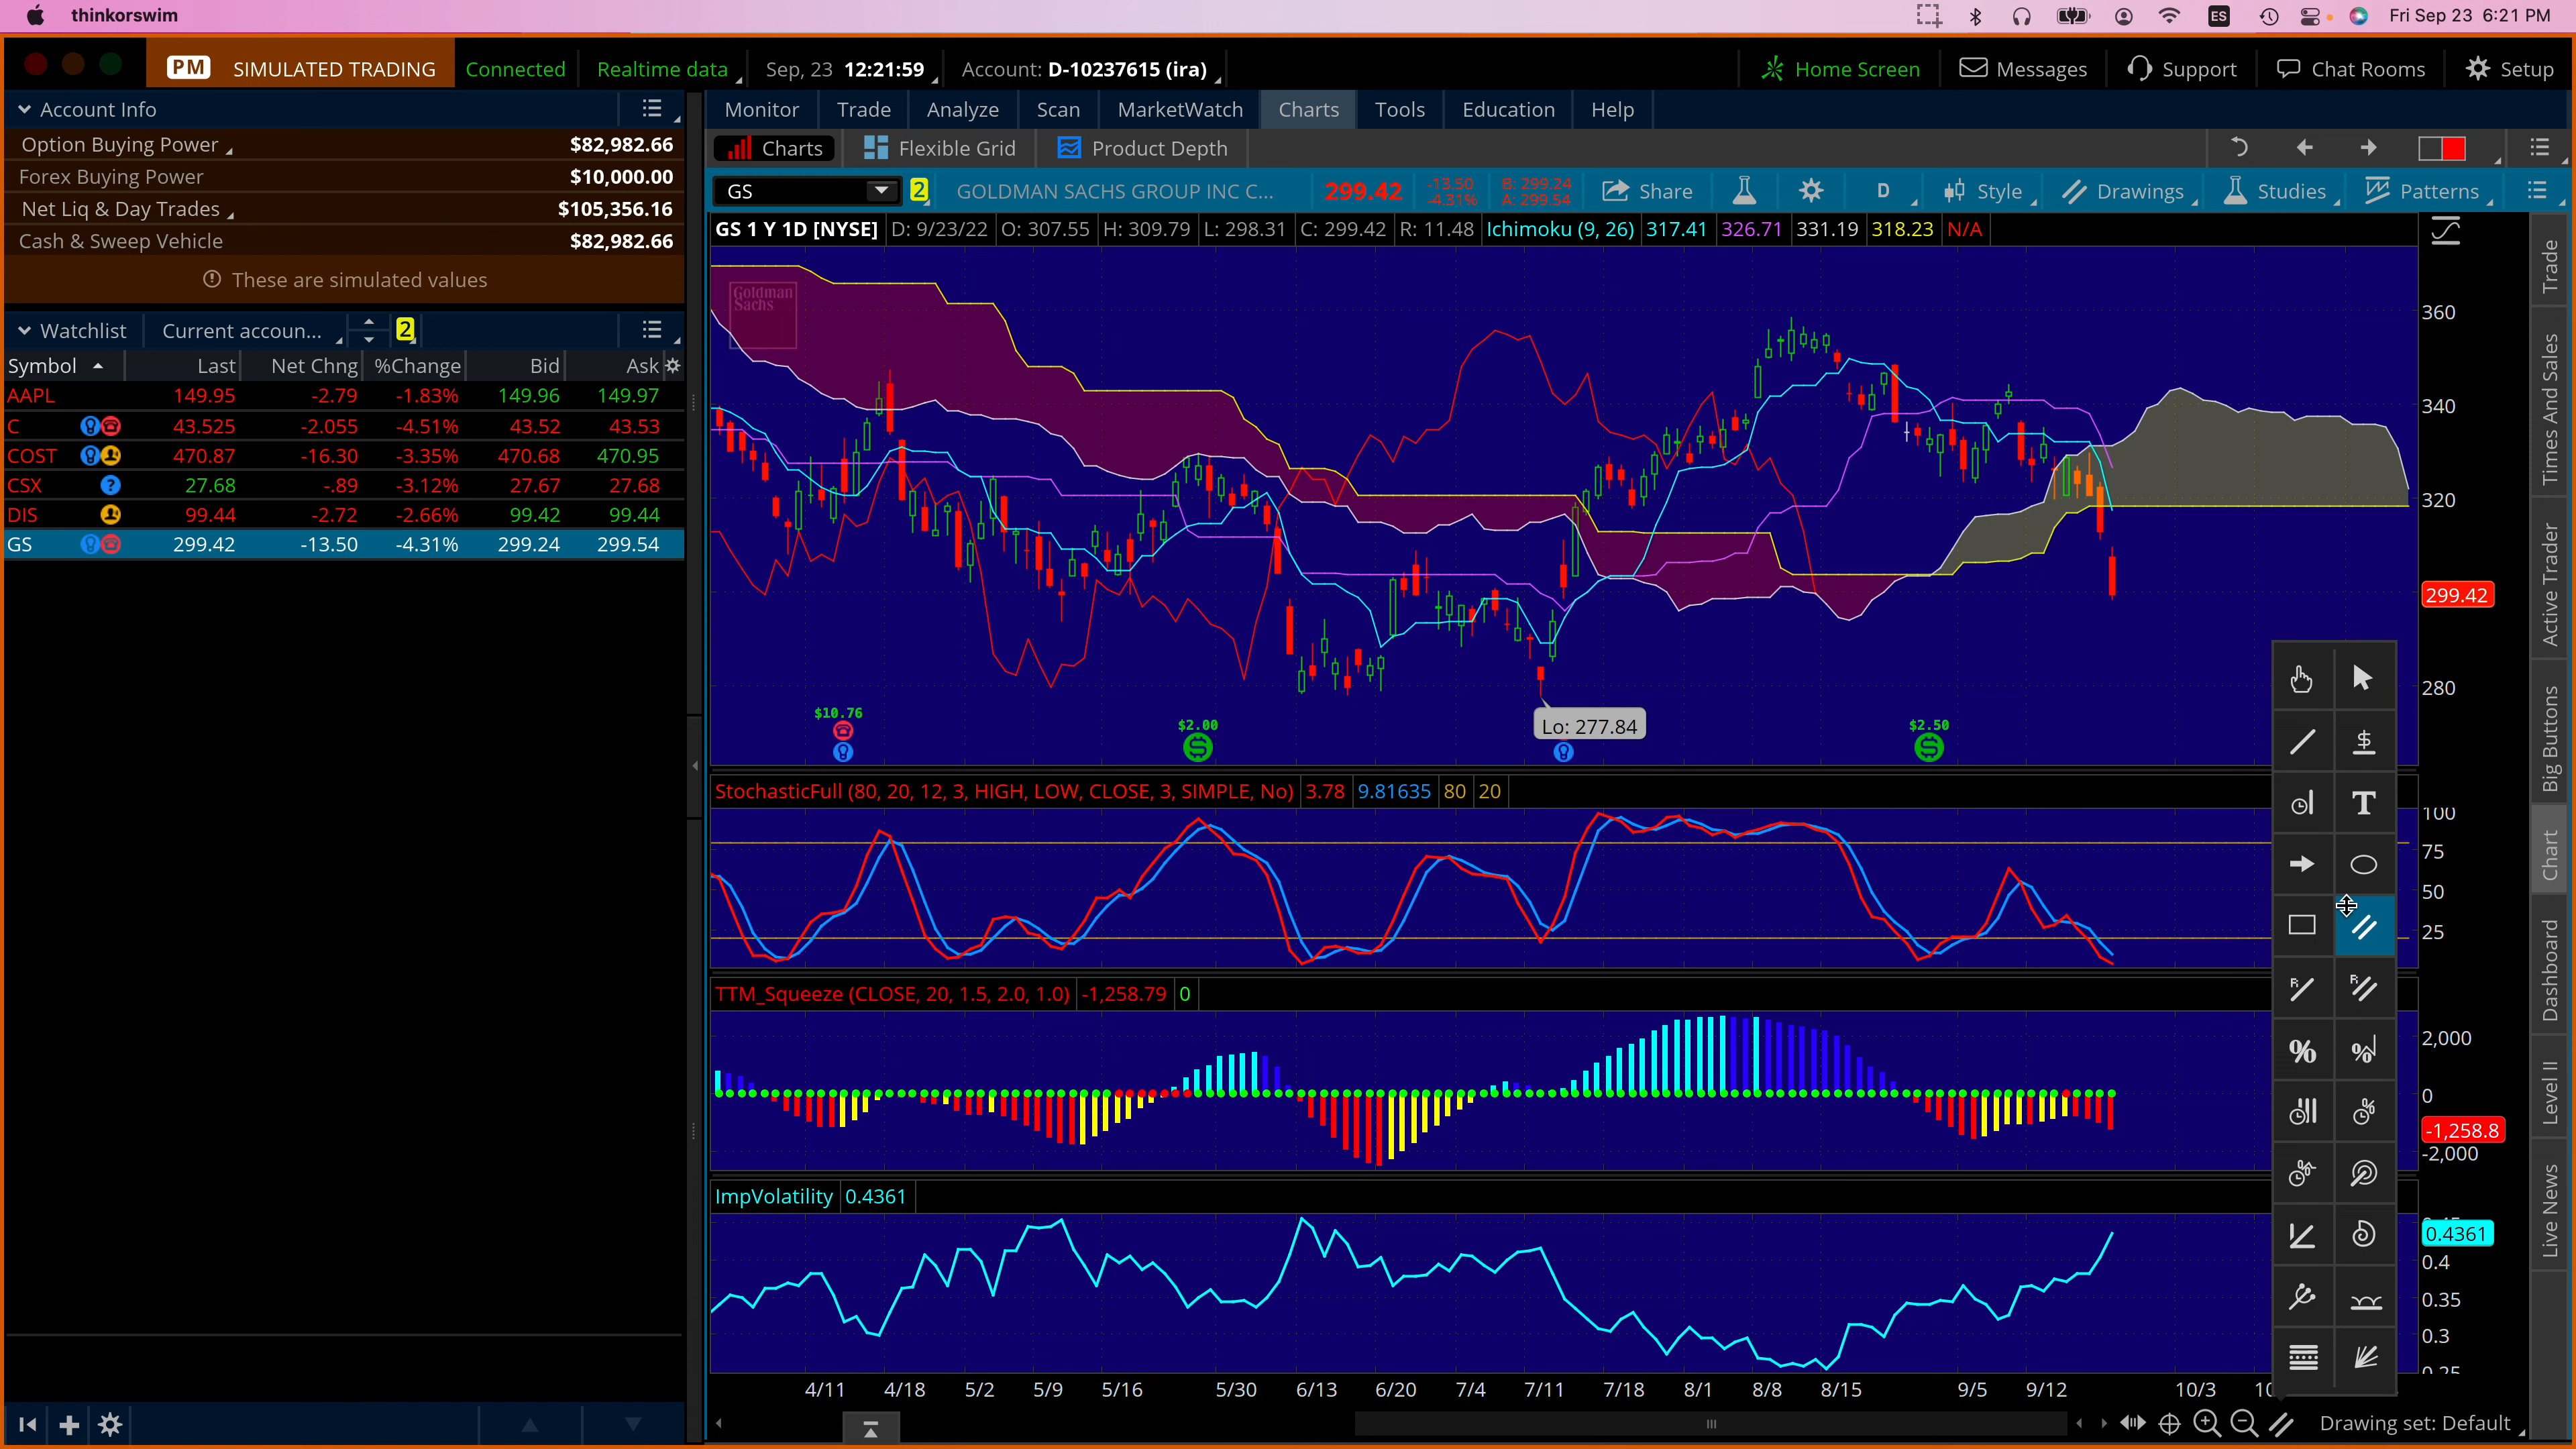 thinkorswim ES Fri Sep 23 6:21 PM
PM SIMULATED TRADING Connected Realtime data Sep, 23 12:21:59 Account: D-10237615 (ira) Home Screen Messages Support Chat Rooms Setup
Account Info
Option Buying Power $82,982.66
Forex Buying Power $10,000.00
Net Liq & Day Trades $105,356.16
Cash & Sweep Vehicle $82,982.66
These are simulated values
Watchlist Current accoun... 2
Symbol Last Net Chng %Change Bid Ask
AAPL 149.95 -2.79 -1.83% 149.96 149.97
C 43.525 -2.055 -4.51% 43.52 43.53
COST 470.87 -16.30 -3.35% 470.68 470.95
CSX ? 27.68 -.89 -3.12% 27.67 27.68
DIS 99.44 -2.72 -2.66% 99.42 99.44
GS 299.42 -13.50 -4.31% 299.24 299.54
Monitor Trade Analyze Scan MarketWatch Charts Tools Education Help
Charts Flexible Grid Product Depth
GS 2 GOLDMAN SACHS GROUP INC C... 299.42 -13.50 B: 299.24 Share D Style Drawings Studies Patterns
-4.31% A: 299.54
GS 1 Y 1D [NYSE] D: 9/23/22 O: 307.55 H: 309.79 L: 298.31 C: 299.42 R: 11.48 Ichimoku (9, 26) 317.41 326.71 331.19 318.23 N/A
Goldman
Sachs
360
340
320
299.42
280
$10.76 $2.00 Lo: 277.84 $2.50
StochasticFull (80, 20, 12, 3, HIGH, LOW, CLOSE, 3, SIMPLE, No) 3.78 9.81635 80 20
100
75
50
25
TTM_Squeeze (CLOSE, 20, 1.5, 2.0, 1.0) -1,258.79 0
2,000
0
-1,258.8
-2,000
ImpVolatility 0.4361
0.4361
0.4
0.35
0.3
0.25
4/11 4/18 5/2 5/9 5/16 5/30 6/13 6/20 7/4 7/11 7/18 8/1 8/8 8/15 9/5 9/12 10/3
Drawing set: Default
Trade
Times And Sales
Active Trader
Big Buttons
Chart
Dashboard
Level II
Live News